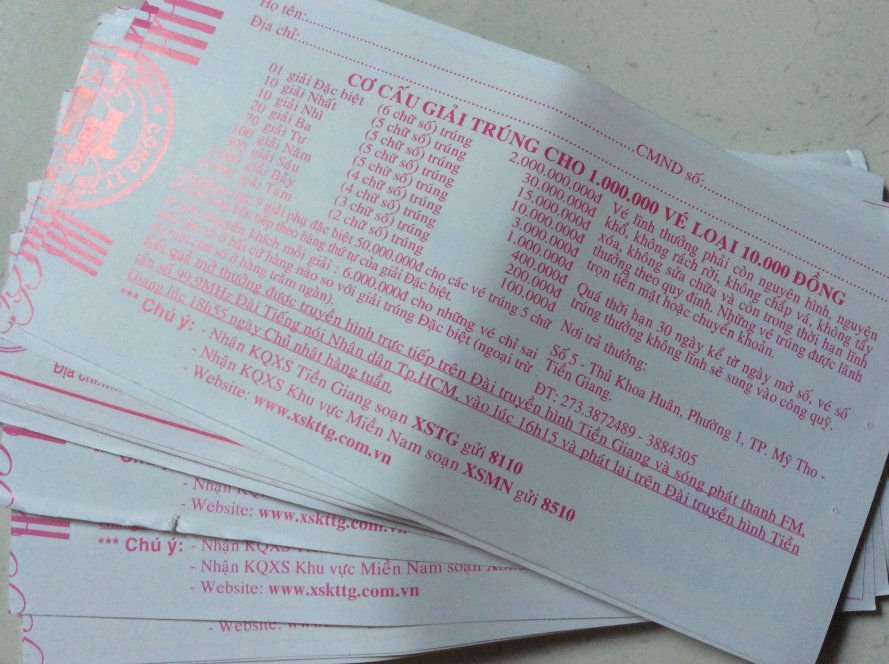 Họ tên:
Địa chỉ:
CMND số:
CƠ CẤU GIẢI TRÚNG CHO 1.000.000 VÉ LOẠI 10.000 ĐỒNG
01 giải Đặc biệt (6 chữ số) trúng 2.000.000.000đ
10 giải Nhất (5 chữ số) trúng 30.000.000đ
10 giải Nhì (5 chữ số) trúng 15.000.000đ
20 giải Ba (5 chữ số) trúng 10.000.000đ
70 giải Tư (5 chữ số) trúng 3.000.000đ
100 giải Năm (4 chữ số) trúng 1.000.000đ
giải Sáu (4 chữ số) trúng 400.000đ
giải Bảy (3 chữ số) trúng 200.000đ
giải Tám (2 chữ số) trúng 100.000đ
9 giải phụ đặc biệt 50.000.000đ cho các vé trúng 5 chữ
liên tiếp theo hàng thứ tự của giải Đặc biệt.
khuyến khích mỗi giải : 6.000.000đ cho những vé chỉ sai
ở bất cứ hàng nào so với giải trúng Đặc biệt (ngoại trừ
chữ số ở hàng trăm ngàn).
Vé lĩnh thưởng phải còn nguyên hình, nguyên
khổ, không rách rời, không chấp vá, không tẩy
xóa, không sửa chữa và còn trong thời hạn lĩnh
thưởng theo quy định. Những vé trúng được lãnh
trọn tiền mặt hoặc chuyển khoản.
Quá thời hạn 30 ngày kể từ ngày mở số, vé số
trúng thưởng không lĩnh sẽ sung vào công quỹ.
Nơi trả thưởng:
Số 5 - Thủ Khoa Huân, Phường 1, TP. Mỹ Tho -
Tiền Giang.
ĐT: 273.3872489 - 3884305
Kết quả mở thưởng được truyền hình trực tiếp trên Đài truyền hình Tiền Giang và sóng phát thanh FM,
tần số 99,9MHz Đài Tiếng nói Nhân dân Tp.HCM, vào lúc 16h15 và phát lại trên Đài truyền hình Tiền
Giang lúc 18h55 ngày Chủ nhật hàng tuần.
*** Chú ý: - Nhận KQXS Tiền Giang soạn XSTG gửi 8110
- Nhận KQXS Khu vực Miền Nam soạn XSMN gửi 8510
- Website: www.xskttg.com.vn
CÔNG TY
Địa chỉ
- Nhận
- Website: www.xskttg.com.vn
*** Chú ý: - Nhận KQXS
- Nhận KQXS Khu vực Miền Nam soạn
- Website: www.xskttg.com.vn
- Website: